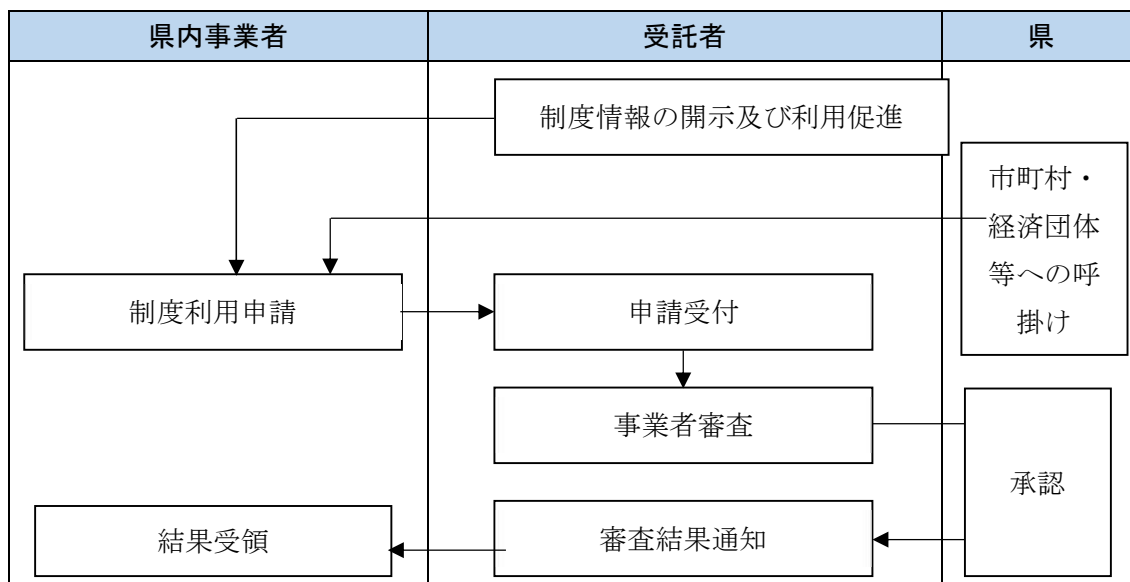 県内事業者
受託者
県
制度情報の開示及び利用促進
市町村・
経済団体
等への呼
掛け
制度利用申請
申請受付
事業者審査
承認
結果受領
審査結果通知